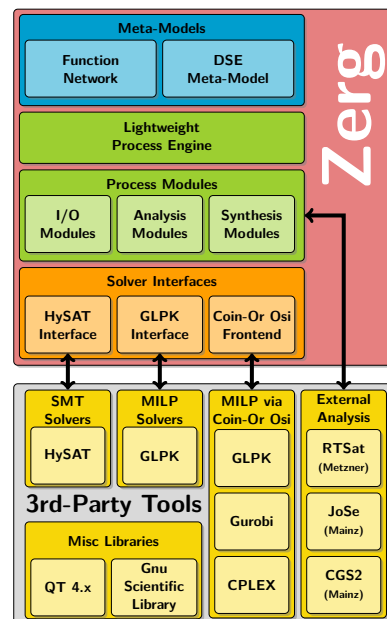 Meta-Models
Function
Network
DSE
Meta-Model
Zerg
Lightweight
Process Engine
Process Modules
I/O
Modules
Analysis
Modules
Synthesis
Modules
Solver Interfaces
HySAT
Interface
GLPK
Interface
Coin-Or Osi
Frontend
SMT
Solvers
HySAT
MILP
Solvers
GLPK
MILP via
Coin-Or Osi
GLPK
Gurobi
CPLEX
External
Analysis
RTSat
(Metzner)
JoSe
(Mainz)
CGS2
(Mainz)
3rd-Party Tools
Misc Libraries
QT 4.x
Gnu
Scientific
Library